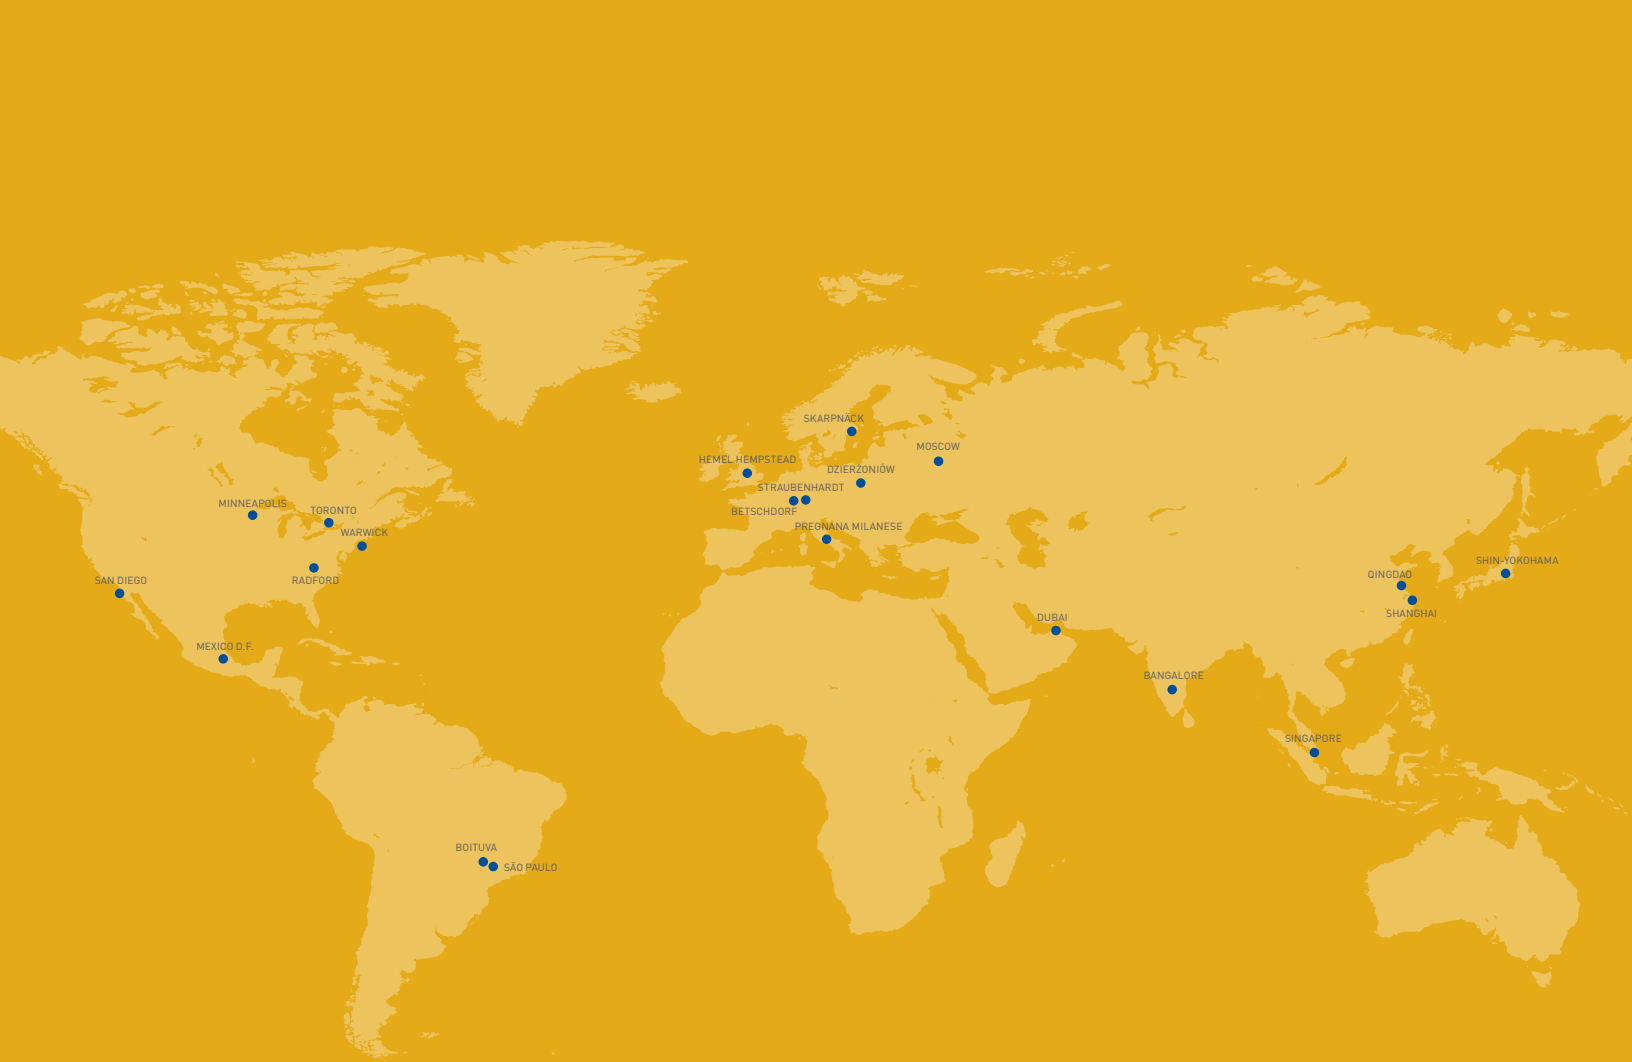 SKARPNÄCK
MOSCOW
HEMEL HEMPSTEAD
DZIERŻONIÓW
STRAUBENHARDT
MINNEAPOLIS
TORONTO
BETSCHDORF
PREGNANA MILANESE
WARWICK
SHIN-YOKOHAMA
QINGDAO
SAN DIEGO
RADFORD
SHANGHAI
DUBAI
MEXICO D.F.
BANGALORE
SINGAPORE
BOITUVA
SÃO PAULO